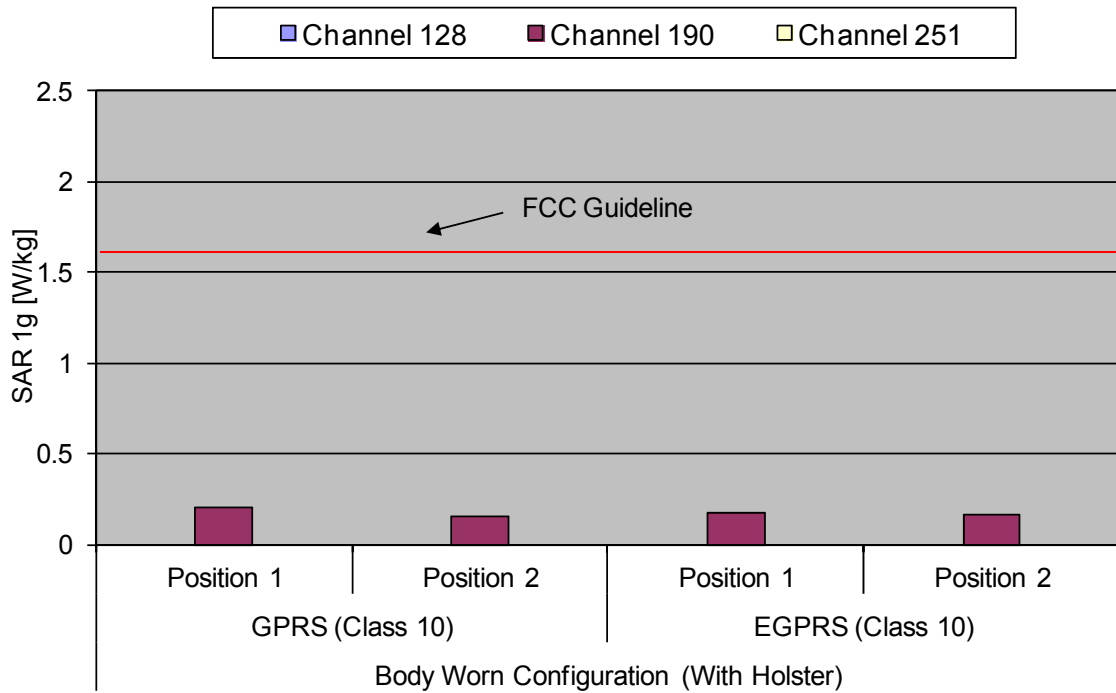 Channel 128 Channel 190 Channel 251
2.5
2
FCC Guideline
1.5
1
0.5
0
SAR 1g [W/kg]
Position 1 Position 2 Position 1 Position 2
GPRS (Class 10) EGPRS (Class 10)
Body Worn Configuration (With Holster)